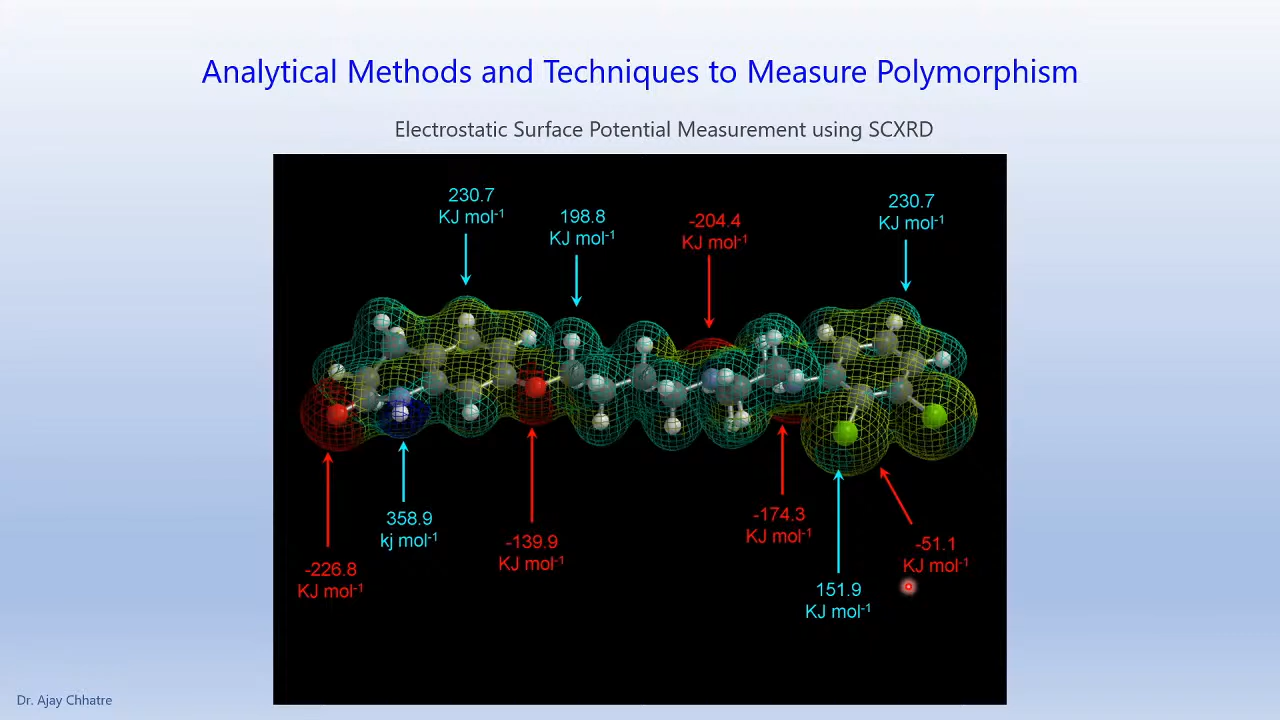 Analytical Methods and Techniques to Measure Polymorphism
Electrostatic Surface Potential Measurement using SCXRD
230.7
KJ mol⁻¹
198.8
KJ mol⁻¹
-204.4
KJ mol⁻¹
230.7
KJ mol⁻¹
-226.8
KJ mol⁻¹
358.9
kj mol⁻¹
-139.9
KJ mol⁻¹
-174.3
KJ mol⁻¹
151.9
KJ mol⁻¹
-51.1
KJ mol⁻¹
Dr. Ajay Chhatre